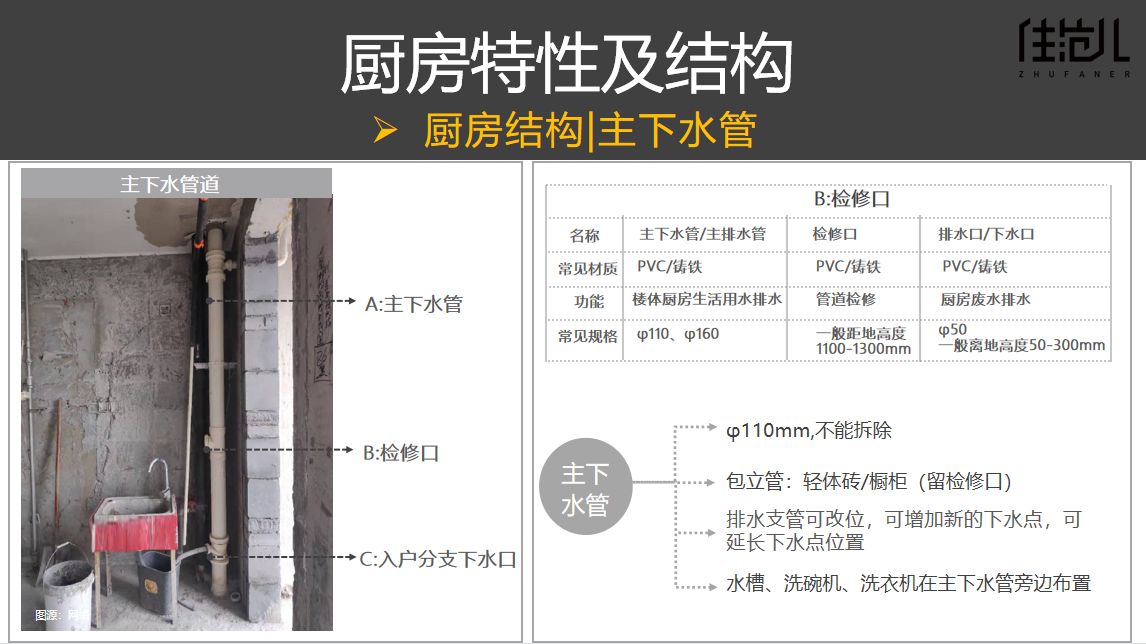 厨房特性及结构
住范儿
ZHUFANER
厨房结构|主下水管
主下水管道
A:主下水管
B:检修口
C:入户分支下水口
图源：网
B:检修口
名称 主下水管/主排水管 检修口 排水口/下水口
常见材质 PVC/铸铁 PVC/铸铁 PVC/铸铁
功能 楼体厨房生活用水排水 管道检修 厨房废水排水
常见规格 φ110、φ160 一般距地高度 φ50
1100-1300mm 一般离地高度50-300mm
主下
水管
φ110mm,不能拆除
包立管：轻体砖/橱柜（留检修口）
排水支管可改位，可增加新的下水点，可
延长下水点位置
水槽、洗碗机、洗衣机在主下水管旁边布置